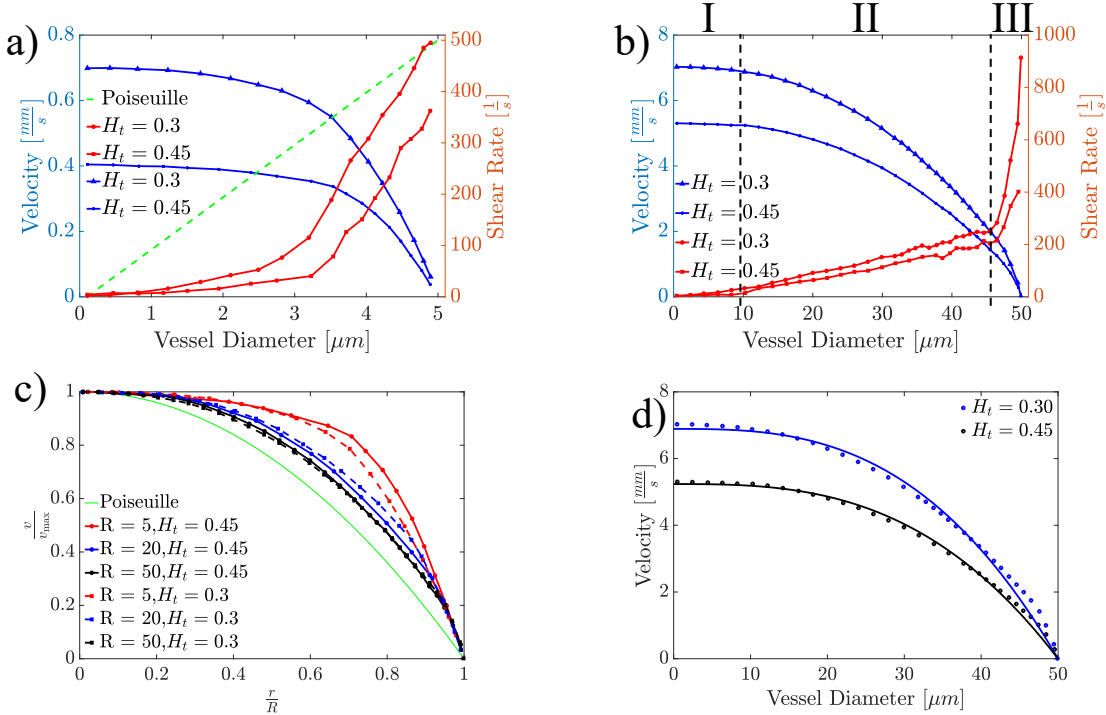 a)
0.8
0.6
0.4
0.2
0
Velocity [mm/s]
Poiseuille
H_t = 0.3
H_t = 0.45
H_t = 0.3
H_t = 0.45
500
400
300
200
100
0
Shear Rate [1/s]
0 1 2 3 4 5
Vessel Diameter [μm]
I II III
b)
8
6
4
2
0
Velocity [mm/s]
H_t = 0.3
H_t = 0.45
H_t = 0.3
H_t = 0.45
1000
800
600
400
200
0
Shear Rate [1/s]
0 10 20 30 40 50
Vessel Diameter [μm]
c)
1
0.8
0.6
0.4
0.2
0
v/v_max
Poiseuille
R = 5,H_t = 0.45
R = 20,H_t = 0.45
R = 50,H_t = 0.45
R = 5,H_t = 0.3
R = 20,H_t = 0.3
R = 50,H_t = 0.3
0 0.2 0.4 0.6 0.8 1
r/R
d)
8
6
4
2
0
Velocity [mm/s]
H_t = 0.30
H_t = 0.45
0 10 20 30 40 50
Vessel Diameter [μm]